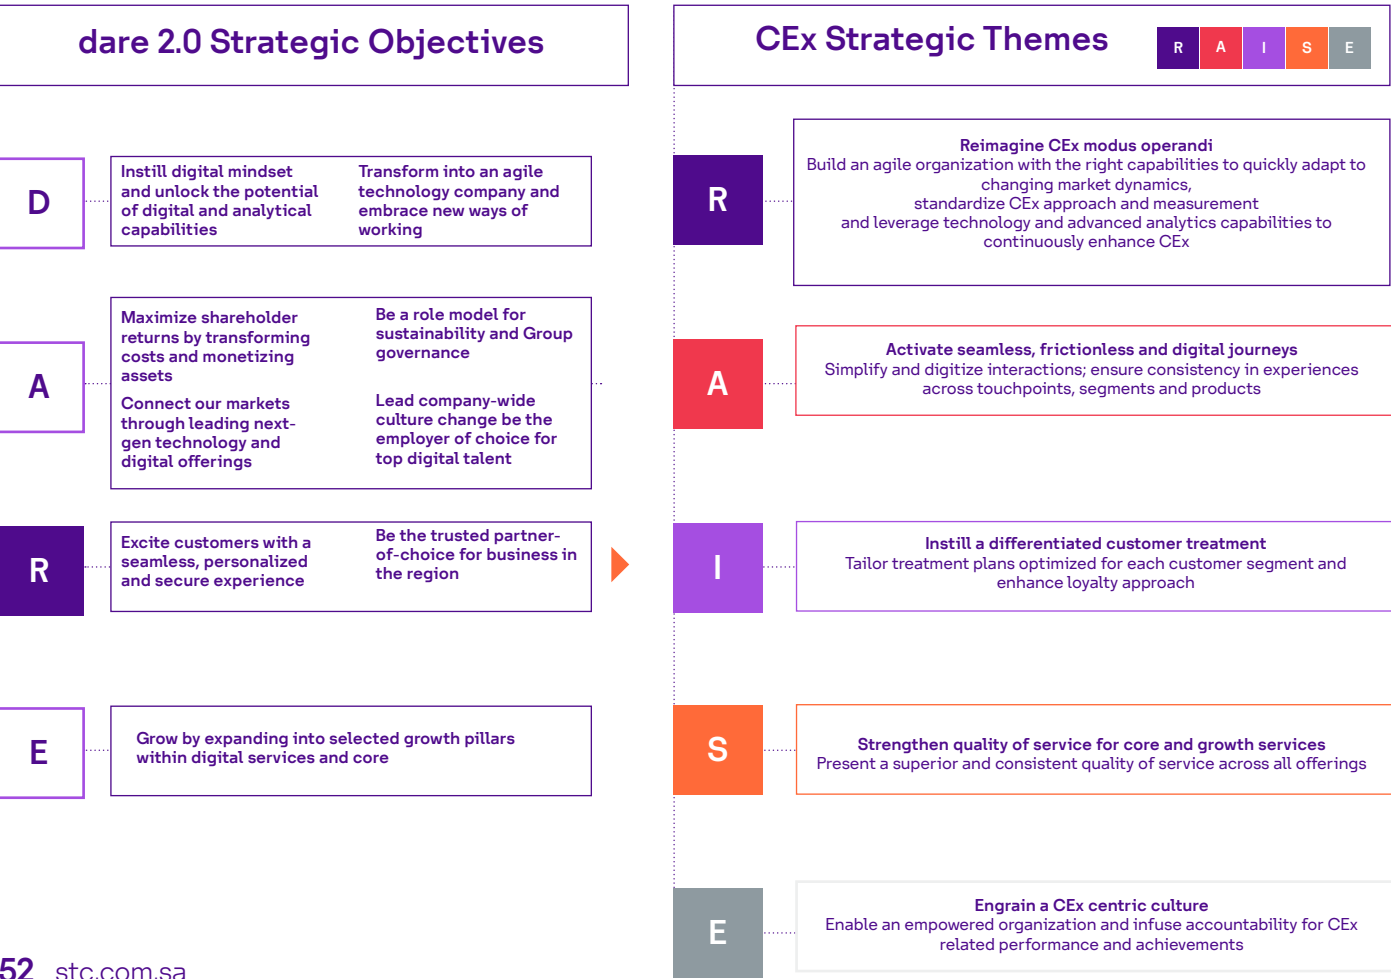 dare 2.0 Strategic Objectives
D
Instill digital mindset
and unlock the potential
of digital and analytical
capabilities
Transform into an agile
technology company and
embrace new ways of
working
A
Maximize shareholder
returns by transforming
costs and monetizing
assets
Connect our markets
through leading next-
gen technology and
digital offerings
Be a role model for
sustainability and Group
governance
Lead company-wide
culture change be the
employer of choice for
top digital talent
R
Excite customers with a
seamless, personalized
and secure experience
Be the trusted partner-
of-choice for business in
the region
E
Grow by expanding into selected growth pillars
within digital services and core
CEx Strategic Themes
R A I S E
R
Reimagine CEx modus operandi
Build an agile organization with the right capabilities to quickly adapt to
changing market dynamics,
standardize CEx approach and measurement
and leverage technology and advanced analytics capabilities to
continuously enhance CEx
A
Activate seamless, frictionless and digital journeys
Simplify and digitize interactions; ensure consistency in experiences
across touchpoints, segments and products
I
Instill a differentiated customer treatment
Tailor treatment plans optimized for each customer segment and
enhance loyalty approach
S
Strengthen quality of service for core and growth services
Present a superior and consistent quality of service across all offerings
E
Engrain a CEx centric culture
Enable an empowered organization and infuse accountability for CEx
related performance and achievements
52 stc.com.sa